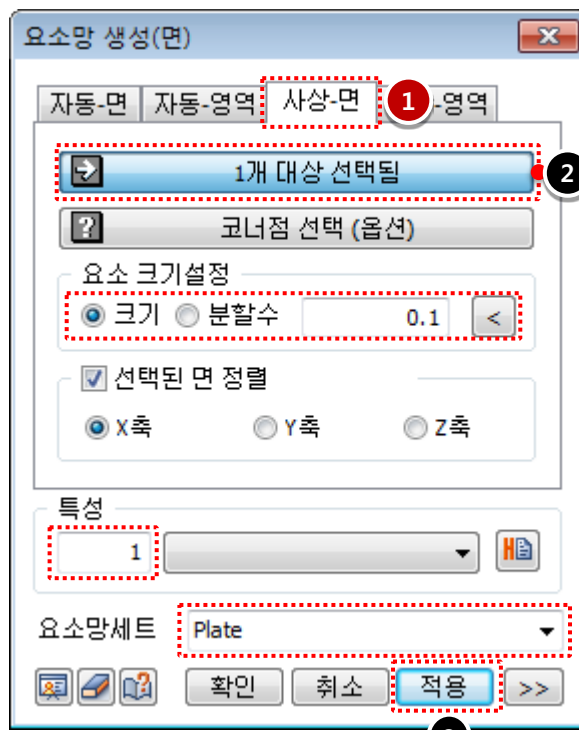 요소망 생성(면)
자동-면 자동-영역 사상-면 1 -영역
1개 대상 선택됨 2
? 코너점 선택 (옵션)
요소 크기설정
크기 분할수 0.1 <
선택된 면 정렬
X축 Y축 Z축
특성
1
요소망세트 Plate
확인 취소 적용 >>